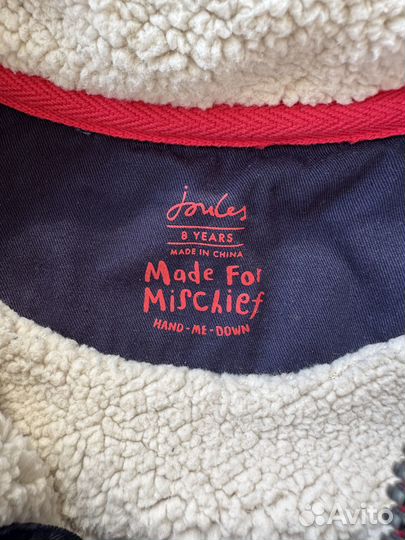 Joules
8 YEARS
MADE IN CHINA
Made For
Mischief
HAND-ME-DOWN
Avito